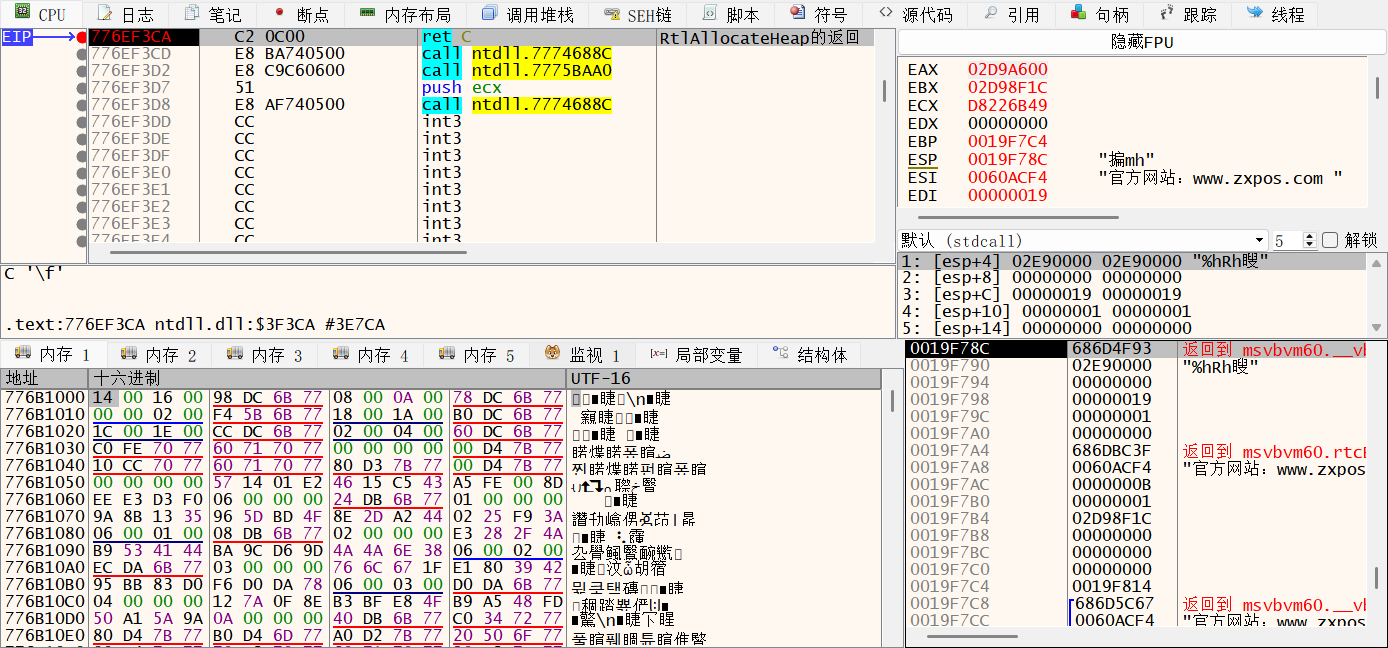 CPU 日志 笔记 断点 内存布局 调用堆栈 SEH链 脚本 符号 源代码 引用 句柄 跟踪 线程
EIP 776EF3CA C2 0C00 ret C RtlAllocateHeap的返回
776EF3CD E8 BA740500 call ntdll.7774688C
776EF3D2 E8 C9C60600 call ntdll.7775BAA0
776EF3D7 51 push ecx
776EF3D8 E8 AF740500 call ntdll.7774688C
776EF3DD CC int3
776EF3DE CC int3
776EF3DF CC int3
776EF3E0 CC int3
776EF3E1 CC int3
776EF3E2 CC int3
776EF3E3 CC int3
776EF3E4 CC int3
隐藏FPU
EAX 02D9A600
EBX 02D98F1C
ECX D8226B49
EDX 00000000
EBP 0019F7C4
ESP 0019F78C "揙mh"
ESI 0060ACF4 "官方网站：www.zxpos.com "
EDI 00000019
默认 (stdcall) 5 解锁
1: [esp+4] 02E90000 02E90000 "%hRh瞍"
2: [esp+8] 00000000 00000000
3: [esp+C] 00000019 00000019
4: [esp+10] 00000001 00000001
5: [esp+14] 00000000 00000000
C '\f'
.text:776EF3CA ntdll.dll:$3F3CA #3E7CA
内存 1 内存 2 内存 3 内存 4 内存 5 监视 1 [x=] 局部变量 结构体
地址 十六进制 UTF-16
776B1000 14 00 16 00 98 DC 6B 77 08 00 0A 00 78 DC 6B 77
776B1010 00 00 02 00 F4 5B 6B 77 18 00 1A 00 B0 DC 6B 77
776B1020 1C 00 1E 00 CC DC 6B 77 02 00 04 00 60 DC 6B 77
776B1030 C0 FE 70 77 60 71 70 77 00 00 00 00 00 D4 7B 77
776B1040 10 CC 70 77 60 71 70 77 80 D3 7B 77 00 D4 7B 77
776B1050 00 00 00 00 57 14 01 E2 46 15 C5 43 A5 FE 00 8D
776B1060 EE E3 D3 F0 06 00 00 00 24 DB 6B 77 01 00 00 00
776B1070 9A 8B 13 35 96 5D BD 4F 8E 2D A2 44 02 25 F9 3A
776B1080 06 00 01 00 08 DB 6B 77 02 00 00 00 E3 28 2F 4A
776B1090 B9 53 41 44 BA 9C D6 9D 4A 4A 6E 38 06 00 02 00
776B10A0 EC DA 6B 77 03 00 00 00 76 6C 67 1F E1 80 39 42
776B10B0 95 BB 83 D0 F6 D0 DA 78 06 00 03 00 D0 DA 6B 77
776B10C0 04 00 00 00 12 7A 0F 8E B3 BF E8 4F B9 A5 48 FD
776B10D0 50 A1 5A 9A 0A 00 00 00 40 DB 6B 77 C0 34 72 77
776B10E0 80 D4 7B 77 B0 D4 6D 77 A0 D2 7B 77 20 50 6F 77
0019F78C 686D4F93 返回到 msvbvm60.__vb
0019F790 02E90000 "%hRh瞍"
0019F794 00000000
0019F798 00000019
0019F79C 00000001
0019F7A0 00000000
0019F7A4 686DBC3F 返回到 msvbvm60.rtcB
0019F7A8 0060ACF4 "官方网站：www.zxpos
0019F7AC 0000000B
0019F7B0 00000001
0019F7B4 02D98F1C
0019F7B8 00000000
0019F7BC 00000000
0019F7C0 00000000
0019F7C4 0019F814
0019F7C8 686D5C67 返回到 msvbvm60.__vb
0019F7CC 0060ACF4 "官方网站：www.zxpos